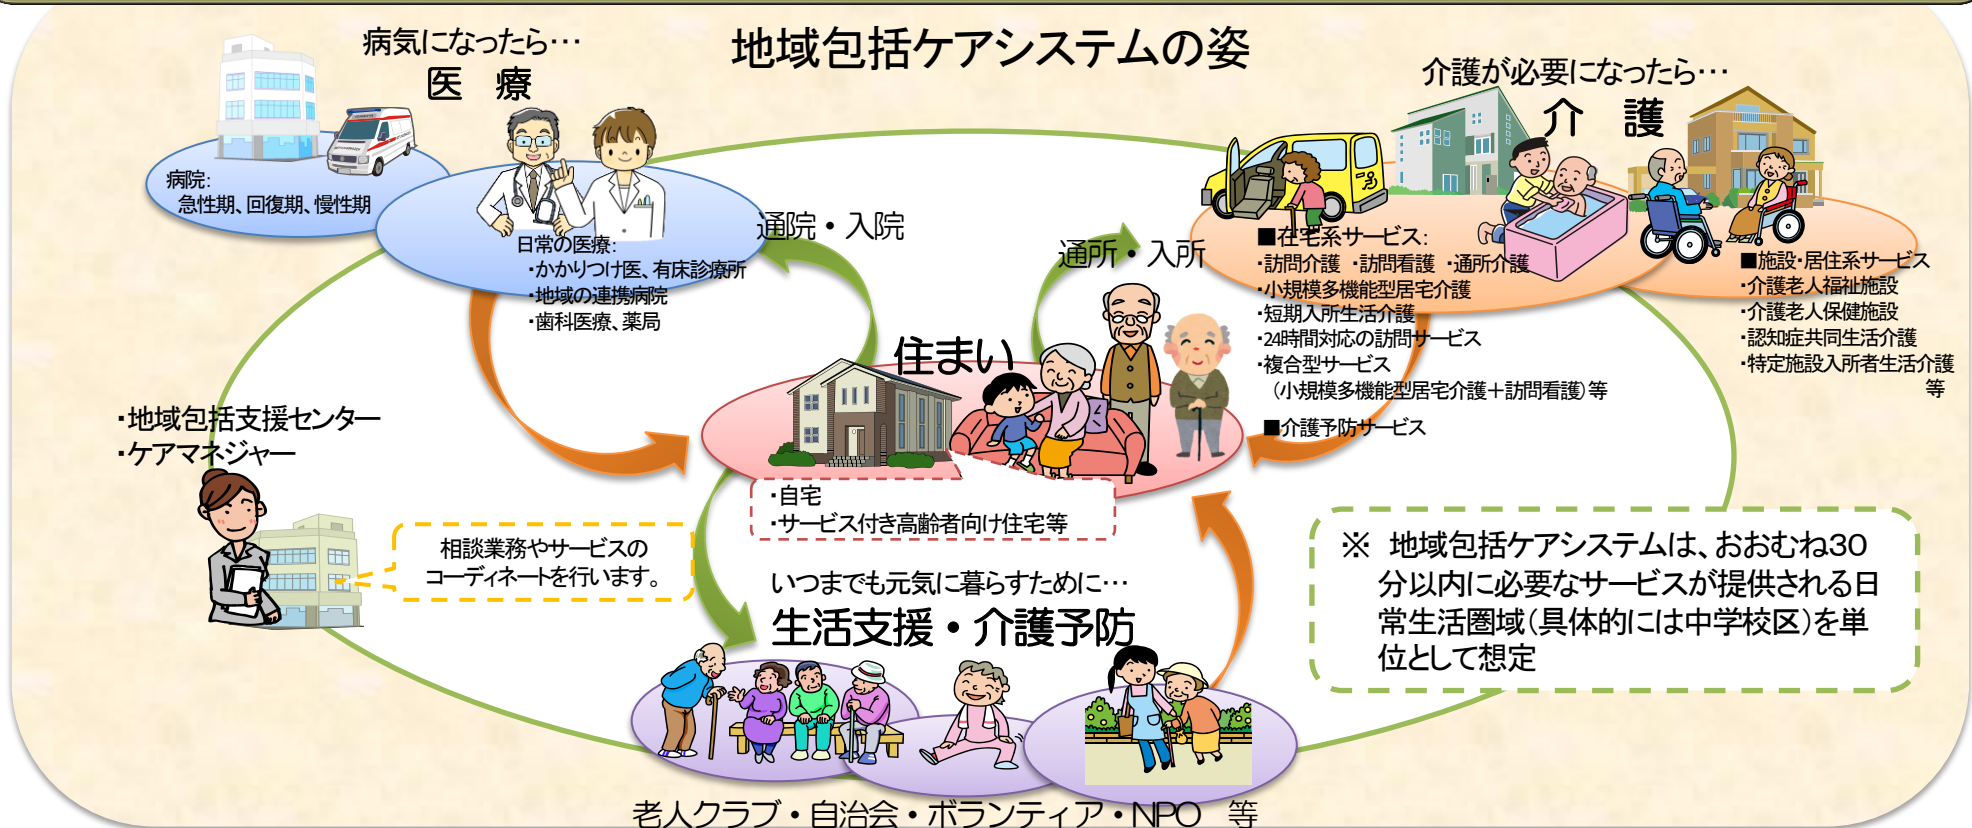 地域包括ケアシステムの姿
病気になったら…
医 療
病院:
急性期、回復期、慢性期
日常の医療:
・かかりつけ医、有床診療所
・地域の連携病院
・歯科医療、薬局
通院・入院
通所・入所
介護が必要になったら…
介 護
■在宅系サービス:
・訪問介護 ・訪問看護 ・通所介護
・小規模多機能型居宅介護
・短期入所生活介護
・24時間対応の訪問サービス
・複合型サービス
（小規模多機能型居宅介護＋訪問看護）等
■介護予防サービス
■施設・居住系サービス
・介護老人福祉施設
・介護老人保健施設
・認知症共同生活介護
・特定施設入所者生活介護
等
住まい
・自宅
・サービス付き高齢者向け住宅等
・地域包括支援センター
・ケアマネジャー
相談業務やサービスの
コーディネートを行います。
いつまでも元気に暮らすために…
生活支援・介護予防
老人クラブ・自治会・ボランティア・NPO 等
※ 地域包括ケアシステムは、おおむね30
分以内に必要なサービスが提供される日
常生活圏域（具体的には中学校区）を単
位として想定